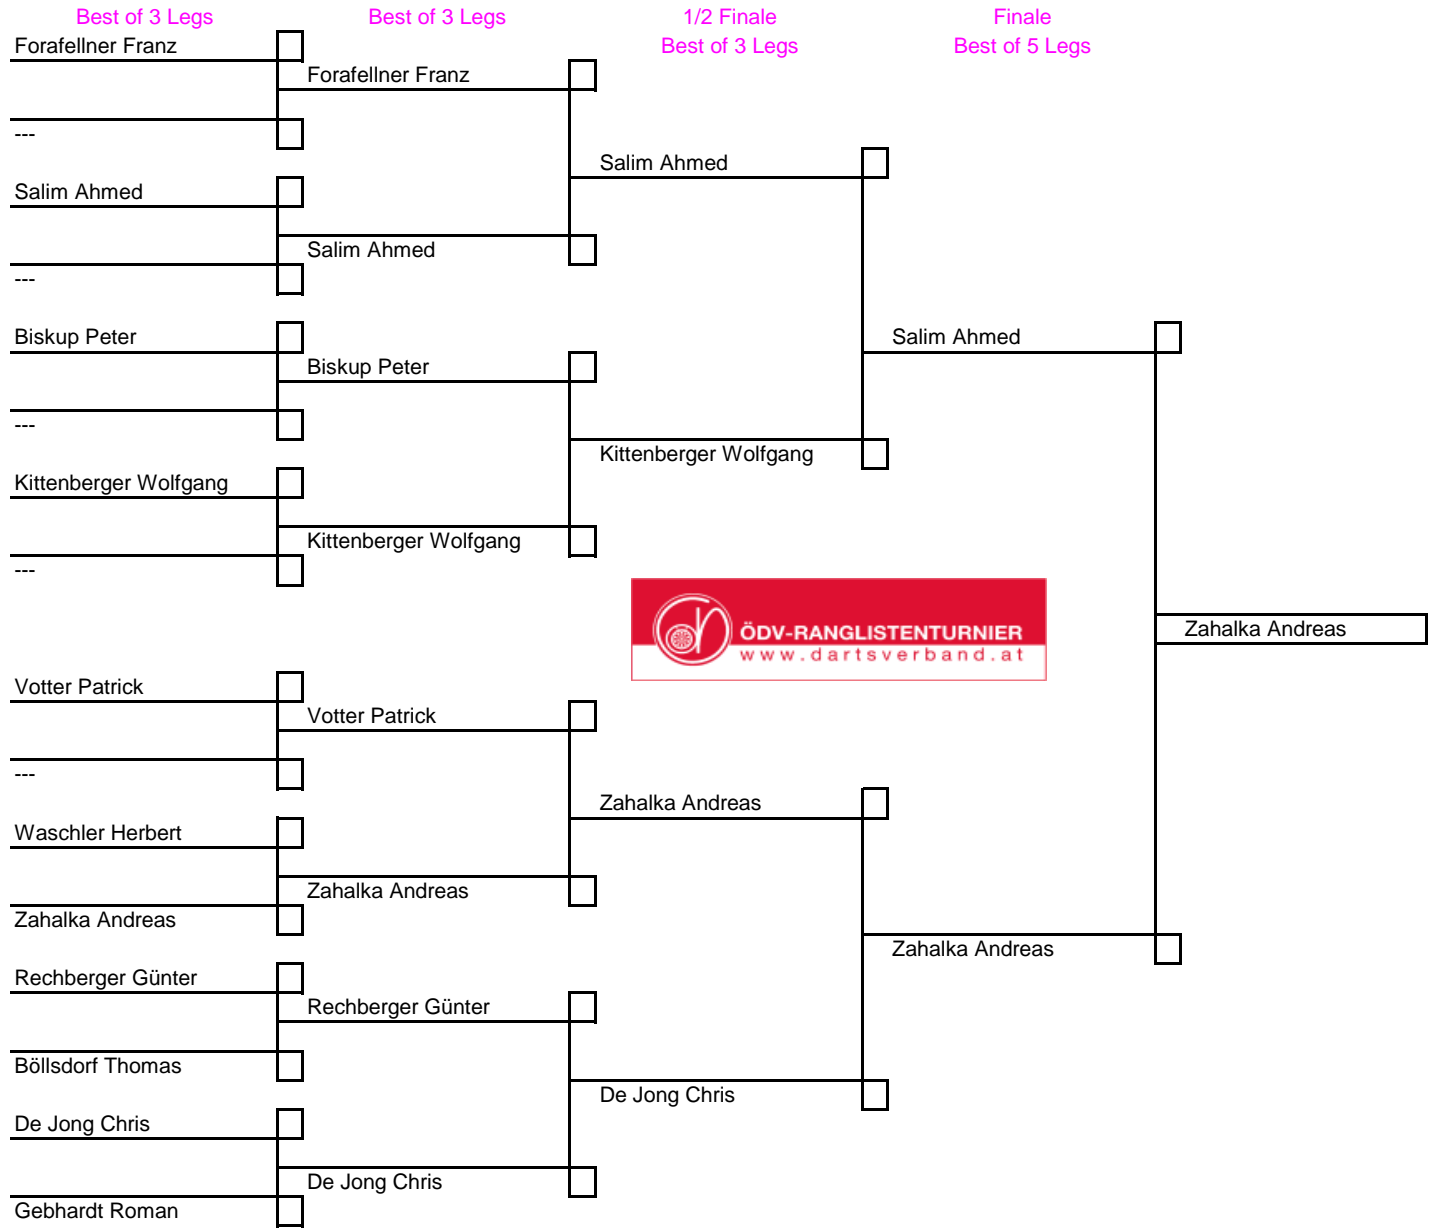 Best of 3 Legs Best of 3 Legs 1/2 Finale Finale
Forafellner Franz Best of 3 Legs Best of 5 Legs
Forafellner Franz
---
Salim Ahmed
Salim Ahmed
Salim Ahmed
---
Biskup Peter Salim Ahmed
Biskup Peter
---
Kittenberger Wolfgang
Kittenberger Wolfgang
Kittenberger Wolfgang
---
ÖDV-RANGLISTENTURNIER
Zahalka Andreas
www.dartsverband.at
Votter Patrick
Votter Patrick
---
Zahalka Andreas
Waschler Herbert
Zahalka Andreas
Zahalka Andreas
Zahalka Andreas
Rechberger Günter
Rechberger Günter
Böllsdorf Thomas
De Jong Chris
De Jong Chris
De Jong Chris
Gebhardt Roman